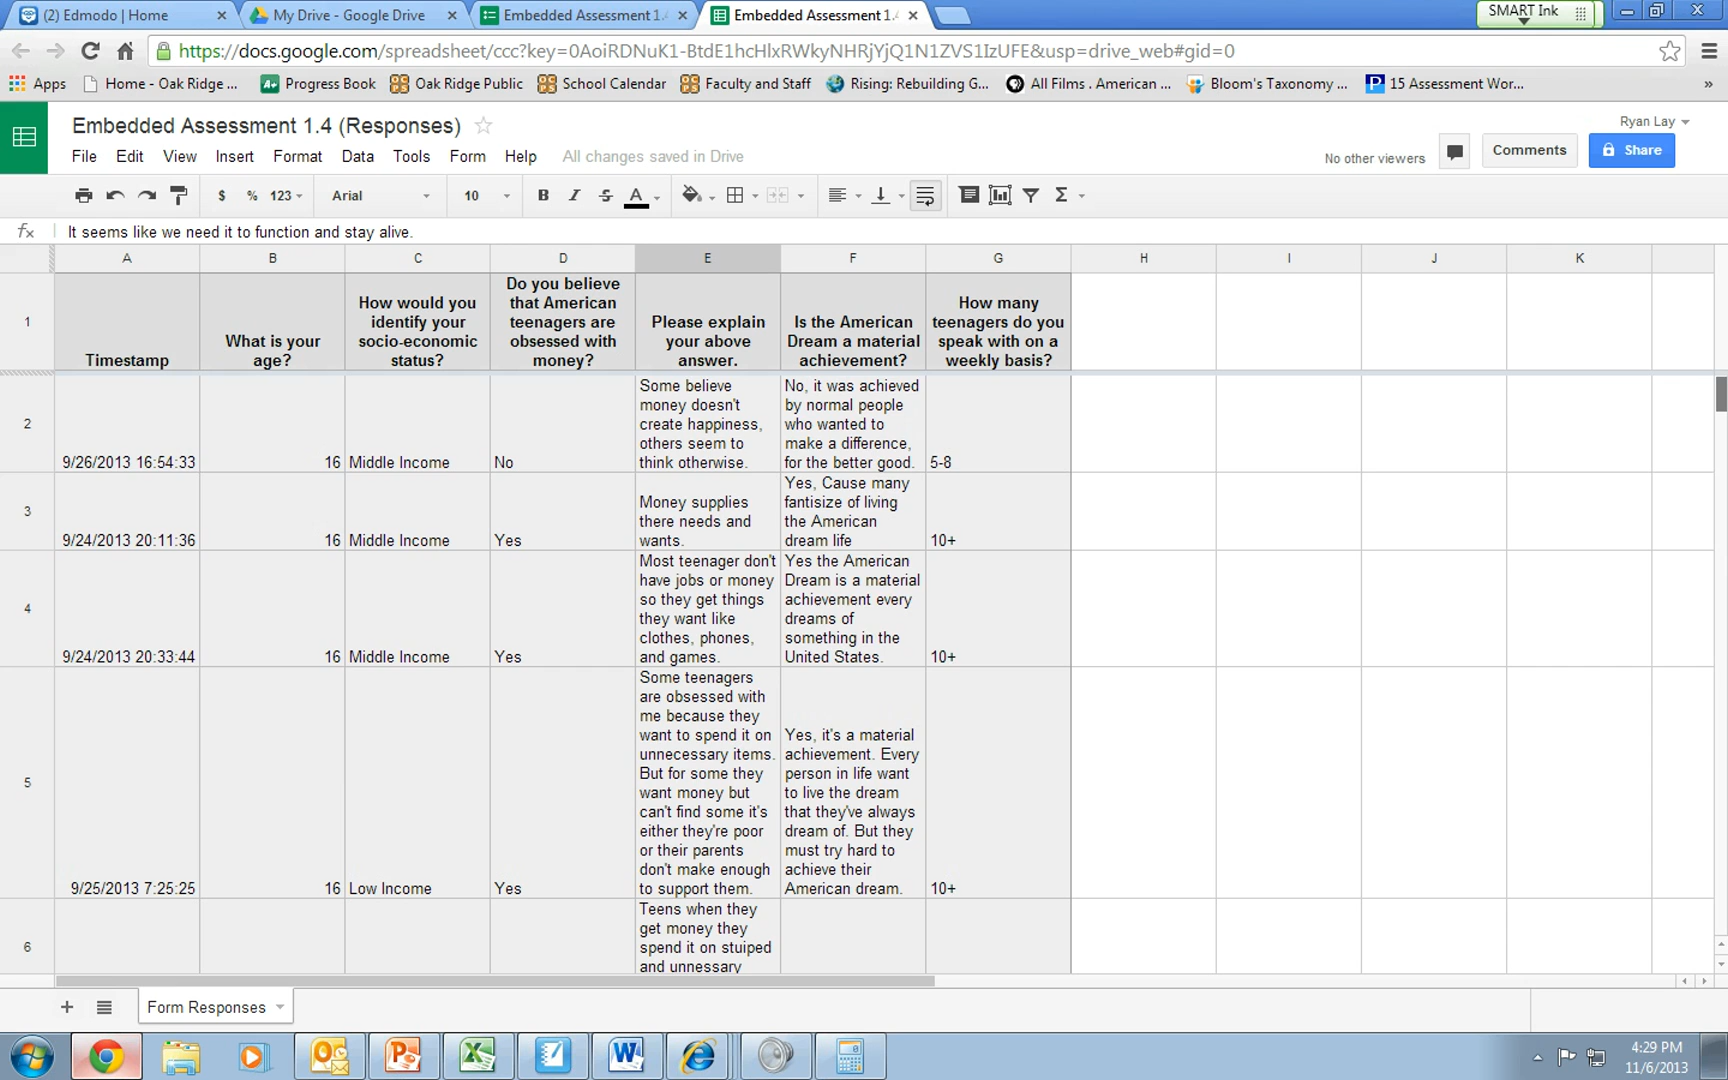 (2) Edmodo | Home
My Drive - Google Drive
Embedded Assessment 1.
Embedded Assessment 1.4
SMART Ink
https://docs.google.com/spreadsheet/ccc?key=0AoiRDNuK1-BtdE1hcHlxRWkyNHRjYjQ1N1ZVS1IzUFE&usp=drive_web#gid=0
Apps
Home - Oak Ridge ...
Progress Book
Oak Ridge Public
School Calendar
Faculty and Staff
Rising: Rebuilding G...
All Films . American ...
Bloom's Taxonomy ...
15 Assessment Wor...
»
Embedded Assessment 1.4 (Responses)
Ryan Lay
File Edit View Insert Format Data Tools Form Help
All changes saved in Drive
No other viewers
Comments
Share
$ % 123
Arial
10
B I S A
Σ
fx
It seems like we need it to function and stay alive.
A B C D E F G H I J K
1
Timestamp
What is your
age?
How would you
identify your
socio-economic
status?
Do you believe
that American
teenagers are
obsessed with
money?
Please explain
your above
answer.
Is the American
Dream a material
achievement?
How many
teenagers do you
speak with on a
weekly basis?
2
9/26/2013 16:54:33
16
Middle Income
No
Some believe
money doesn't
create happiness,
others seem to
think otherwise.
No, it was achieved
by normal people
who wanted to
make a difference,
for the better good.
5-8
3
9/24/2013 20:11:36
16
Middle Income
Yes
Money supplies
there needs and
wants.
Yes, Cause many
fantisize of living
the American
dream life
10+
4
9/24/2013 20:33:44
16
Middle Income
Yes
Most teenager don't
have jobs or money
so they get things
they want like
clothes, phones,
and games.
Yes the American
Dream is a material
achievement every
dreams of
something in the
United States.
10+
5
9/25/2013 7:25:25
16
Low Income
Yes
Some teenagers
are obsessed with
me because they
want to spend it on
unnecessary items.
But for some they
want money but
can't find some it's
either they're poor
or their parents
don't make enough
to support them.
Yes, it's a material
achievement. Every
person in life want
to live the dream
that they've always
dream of. But they
must try hard to
achieve their
American dream.
10+
6
Teens when they
get money they
spend it on stuiped
and unnessary
Form Responses
4:29 PM
11/6/2013